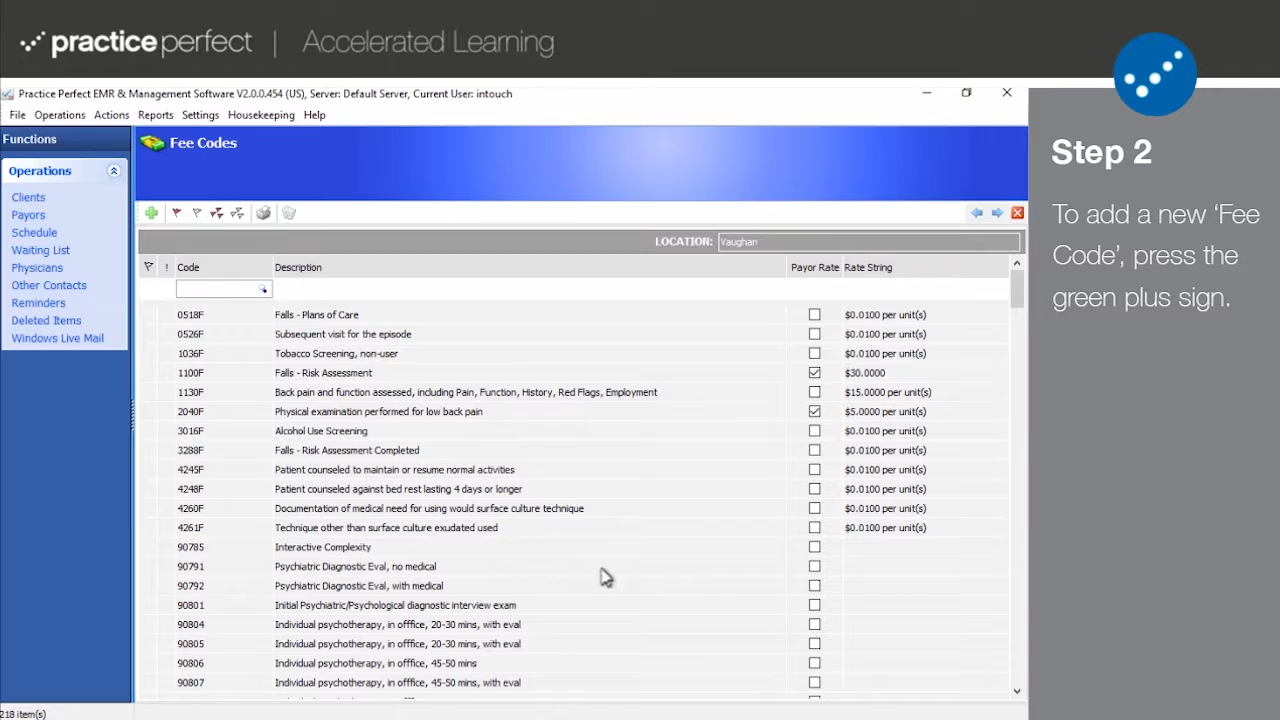 practiceperfect | Accelerated Learning
Practice Perfect EMR & Management Software V2.0.0.454 (US), Server: Default Server, Current User: intouch
File Operations Actions Reports Settings Housekeeping Help
Functions
Operations
Clients
Payors
Schedule
Waiting List
Physicians
Other Contacts
Reminders
Deleted Items
Windows Live Mail
Fee Codes
LOCATION: Vaughan
! Code Description Payor Rate Rate String
0518F Falls - Plans of Care $0.0100 per unit(s)
0526F Subsequent visit for the episode $0.0100 per unit(s)
1036F Tobacco Screening, non-user $0.0100 per unit(s)
1100F Falls - Risk Assessment $30.0000
1130F Back pain and function assessed, including Pain, Function, History, Red Flags, Employment $15.0000 per unit(s)
2040F Physical examination performed for low back pain $5.0000 per unit(s)
3016F Alcohol Use Screening $0.0100 per unit(s)
3288F Falls - Risk Assessment Completed $0.0100 per unit(s)
4245F Patient counseled to maintain or resume normal activities $0.0100 per unit(s)
4248F Patient counseled against bed rest lasting 4 days or longer $0.0100 per unit(s)
4260F Documentation of medical need for using would surface culture technique $0.0100 per unit(s)
4261F Technique other than surface culture exudated used $0.0100 per unit(s)
90785 Interactive Complexity
90791 Psychiatric Diagnostic Eval, no medical
90792 Psychiatric Diagnostic Eval, with medical
90801 Initial Psychiatric/Psychological diagnostic interview exam
90804 Individual psychotherapy, in offfice, 20-30 mins, with eval
90805 Individual psychotherapy, in offfice, 20-30 mins, with eval
90806 Individual psychotherapy, in offfice, 45-50 mins
90807 Individual psychotherapy, in offfice, 45-50 mins, with eval
218 item(s)
Step 2
To add a new ‘Fee
Code’, press the
green plus sign.